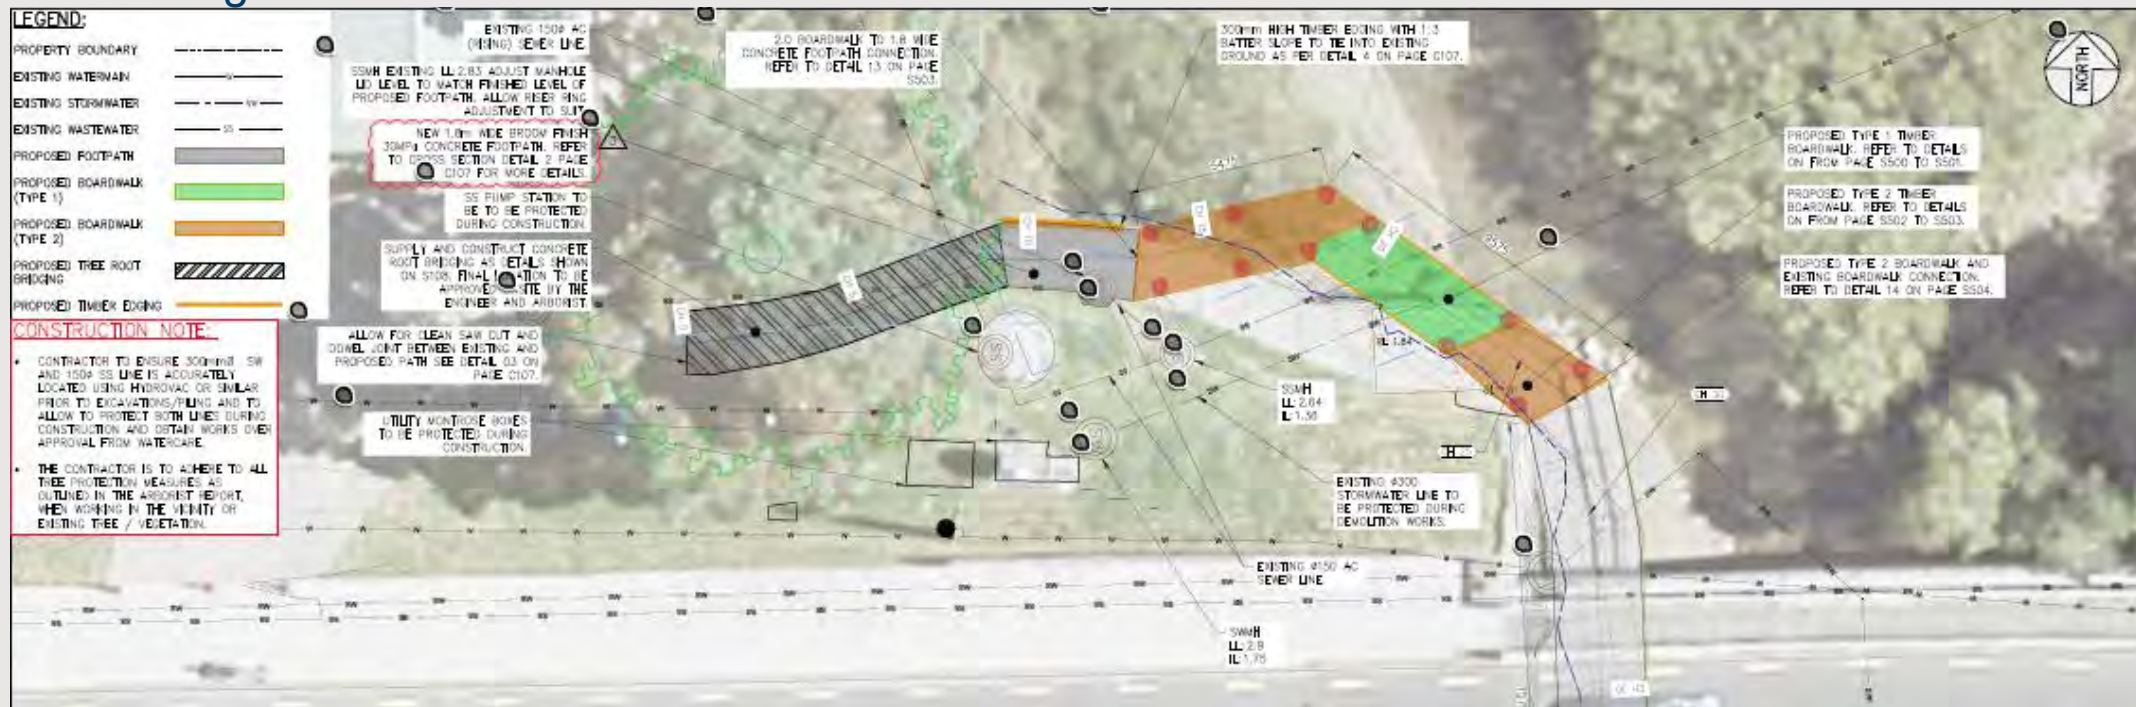 LEGEND:
PROPERTY BOUNDARY
EXISTING WATERMAIN
EXISTING STORMWATER
EXISTING WASTEWATER
PROPOSED FOOTPATH
PROPOSED BOARDWALK
(TYPE 1)
PROPOSED BOARDWALK
(TYPE 2)
PROPOSED TREE ROOT
BRIDGING
PROPOSED TIMBER EDGING
CONSTRUCTION NOTE:
• CONTRACTOR TO ENSURE 300mmØ SW
AND 150ø SS LINE IS ACCURATELY
LOCATED USING HYDROVAC OR SIMILAR
PRIOR TO EXCAVATIONS/PILING AND TO
ALLOW TO PROTECT BOTH LINES DURING
CONSTRUCTION AND OBTAIN WORKS OVER
APPROVAL FROM WATERCARE.
• THE CONTRACTOR IS TO ADHERE TO ALL
TREE PROTECTION MEASURES AS
OUTLINED IN THE ARBORIST REPORT,
WHEN WORKING IN THE VICINITY OF
EXISTING TREE / VEGETATION.
EXISTING 150ø AC
(RISING) SEWER LINE
SSMH EXISTING LL:2.83 ADJUST MANHOLE
LID LEVEL TO MATCH FINISHED LEVEL OF
PROPOSED FOOTPATH. ALLOW RISER RING
ADJUSTMENT TO SUIT
NEW 1.8m WIDE BROOM FINISH
30MPa CONCRETE FOOTPATH. REFER
TO CROSS SECTION DETAIL 2 PAGE
C107 FOR MORE DETAILS.
SS PUMP STATION TO
BE TO BE PROTECTED
DURING CONSTRUCTION.
SUPPLY AND CONSTRUCT CONCRETE
ROOT BRIDGING AS DETAILS SHOWN
ON S108. FINAL TO BE
APPROVED BY THE
ENGINEER AND ARBORIST.
ALLOW FOR CLEAN SAW CUT AND
DOWEL JOINT BETWEEN EXISTING AND
PROPOSED PATH SEE DETAIL 03 ON
PAGE C107.
UTILITY MONTROSE BOXES
TO BE PROTECTED DURING
CONSTRUCTION.
2.0 BOARDWALK TO 1.8 WIDE
CONCRETE FOOTPATH CONNECTION.
REFER TO DETAIL 13 ON PAGE
S503.
300mm HIGH TIMBER EDGING WITH 1:3
BATTER SLOPE TO TIE INTO EXISTING
GROUND AS PER DETAIL 4 ON PAGE C107.
PROPOSED TYPE 1 TIMBER
BOARDWALK. REFER TO DETAILS
ON FROM PAGE S500 TO S501.
PROPOSED TYPE 2 TIMBER
BOARDWALK. REFER TO DETAILS
ON FROM PAGE S502 TO S503.
PROPOSED TYPE 2 BOARDWALK AND
EXISTING BOARDWALK CONNECTION.
REFER TO DETAIL 14 ON PAGE S504.
NORTH
SSMH
LL: 2.64
IL: 1.36
EXISTING ø300
STORMWATER LINE TO
BE PROTECTED DURING
DEMOLITION WORKS.
EXISTING ø150 AC
SEWER LINE
SWMH
LL: 2.9
IL: 1.75